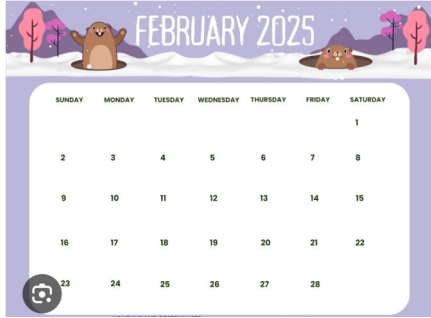 FEBRUARY 2025
SUNDAY MONDAY TUESDAY WEDNESDAY THURSDAY FRIDAY SATURDAY
1
2 3 4 5 6 7 8
9 10 11 12 13 14 15
16 17 18 19 20 21 22
23 24 25 26 27 28